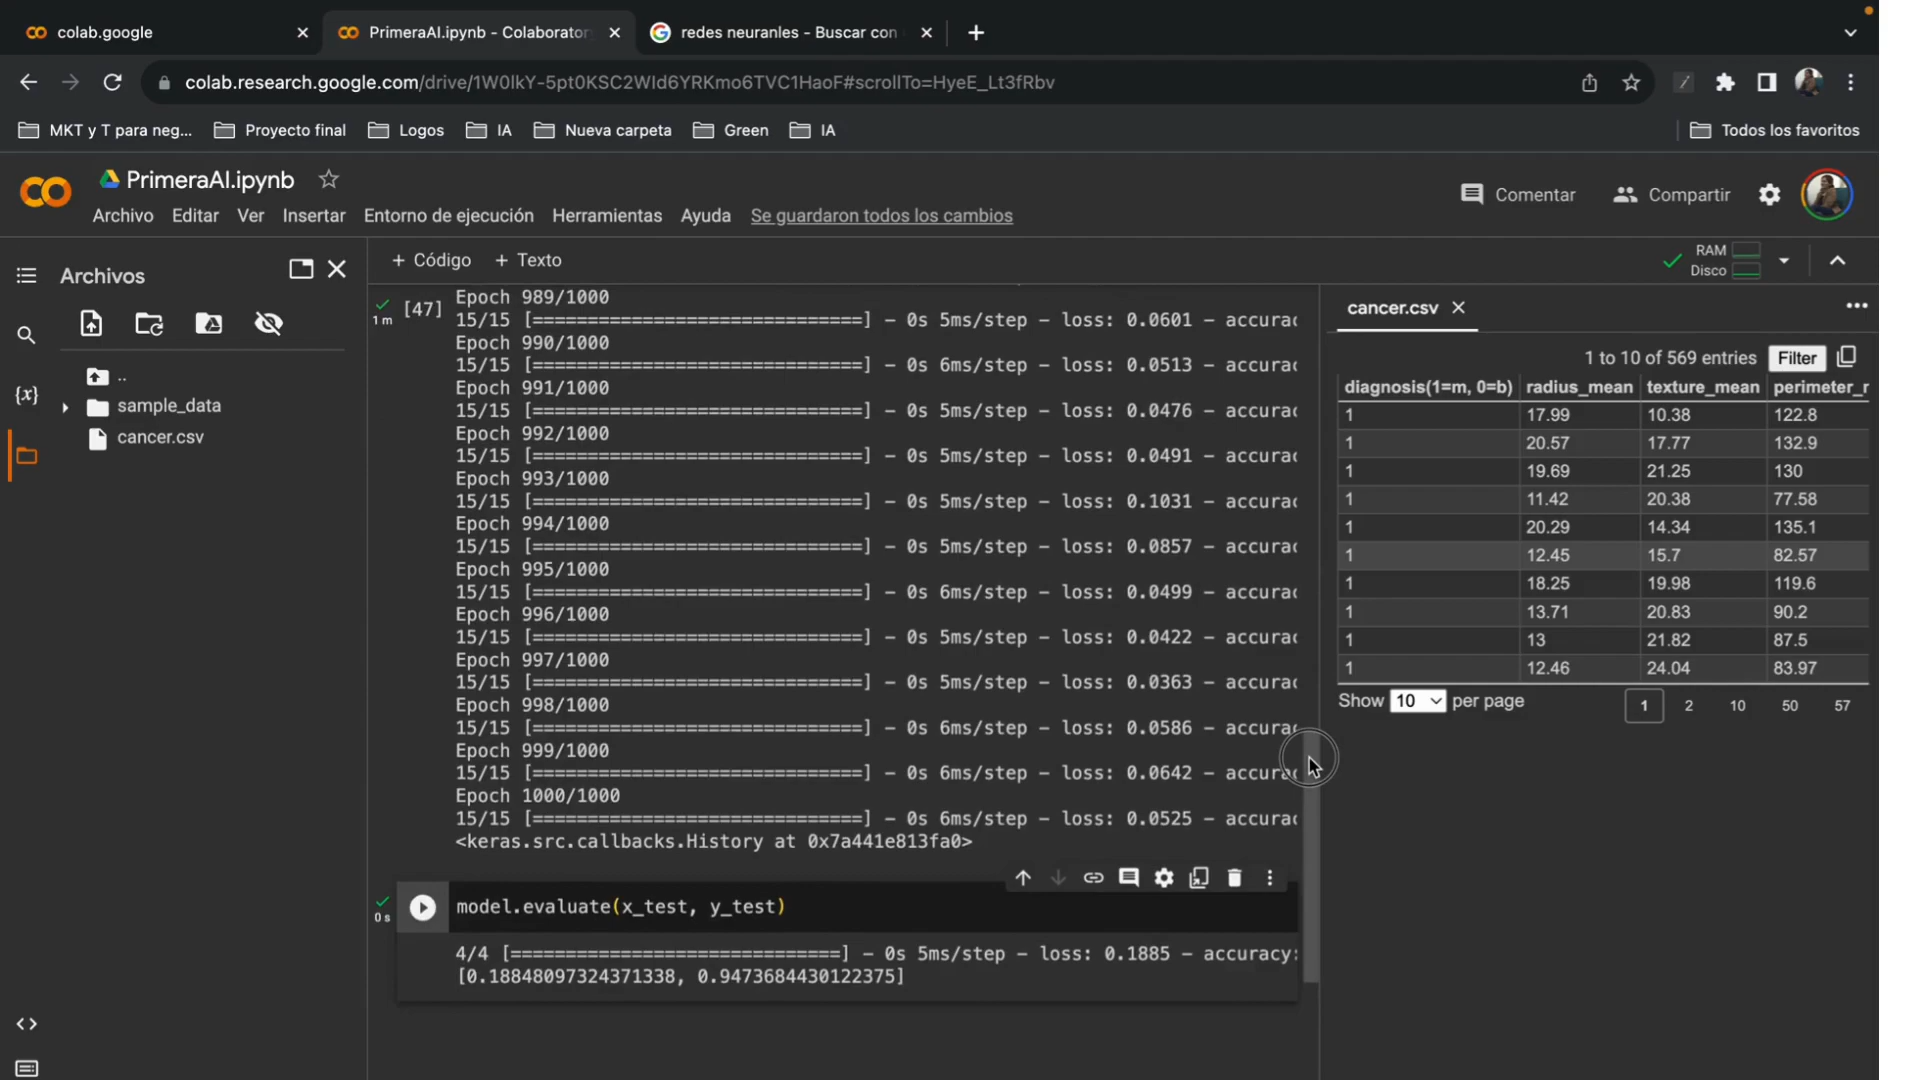 colab.google
PrimeraAI.ipynb - Colaborator
redes neuranles - Buscar con
colab.research.google.com/drive/1W0lkY-5pt0KSC2WId6YRKmo6TVC1HaoF#scrollTo=HyeE_Lt3fRbv
MKT y T para neg...
Proyecto final
Logos
IA
Nueva carpeta
Green
IA
Todos los favoritos
PrimeraAI.ipynb
Comentar
Compartir
Archivo Editar Ver Insertar Entorno de ejecución Herramientas Ayuda Se guardaron todos los cambios
Archivos
+ Código + Texto
RAM
Disco
..
sample_data
cancer.csv
{x}
[47]
1 m
Epoch 989/1000
15/15 [==============================] - 0s 5ms/step - loss: 0.0601 - accurac
Epoch 990/1000
15/15 [==============================] - 0s 6ms/step - loss: 0.0513 - accurac
Epoch 991/1000
15/15 [==============================] - 0s 5ms/step - loss: 0.0476 - accurac
Epoch 992/1000
15/15 [==============================] - 0s 5ms/step - loss: 0.0491 - accurac
Epoch 993/1000
15/15 [==============================] - 0s 5ms/step - loss: 0.1031 - accurac
Epoch 994/1000
15/15 [==============================] - 0s 5ms/step - loss: 0.0857 - accurac
Epoch 995/1000
15/15 [==============================] - 0s 6ms/step - loss: 0.0499 - accurac
Epoch 996/1000
15/15 [==============================] - 0s 5ms/step - loss: 0.0422 - accurac
Epoch 997/1000
15/15 [==============================] - 0s 5ms/step - loss: 0.0363 - accurac
Epoch 998/1000
15/15 [==============================] - 0s 6ms/step - loss: 0.0586 - accurac
Epoch 999/1000
15/15 [==============================] - 0s 6ms/step - loss: 0.0642 - accurac
Epoch 1000/1000
15/15 [==============================] - 0s 6ms/step - loss: 0.0525 - accurac
<keras.src.callbacks.History at 0x7a441e813fa0>
0 s
model.evaluate(x_test, y_test)
4/4 [==============================] - 0s 5ms/step - loss: 0.1885 - accuracy:
[0.18848097324371338, 0.9473684430122375]
cancer.csv
1 to 10 of 569 entries Filter
diagnosis(1=m, 0=b) radius_mean texture_mean perimeter_r
1 17.99 10.38 122.8
1 20.57 17.77 132.9
1 19.69 21.25 130
1 11.42 20.38 77.58
1 20.29 14.34 135.1
1 12.45 15.7 82.57
1 18.25 19.98 119.6
1 13.71 20.83 90.2
1 13 21.82 87.5
1 12.46 24.04 83.97
Show 10 per page 1 2 10 50 57